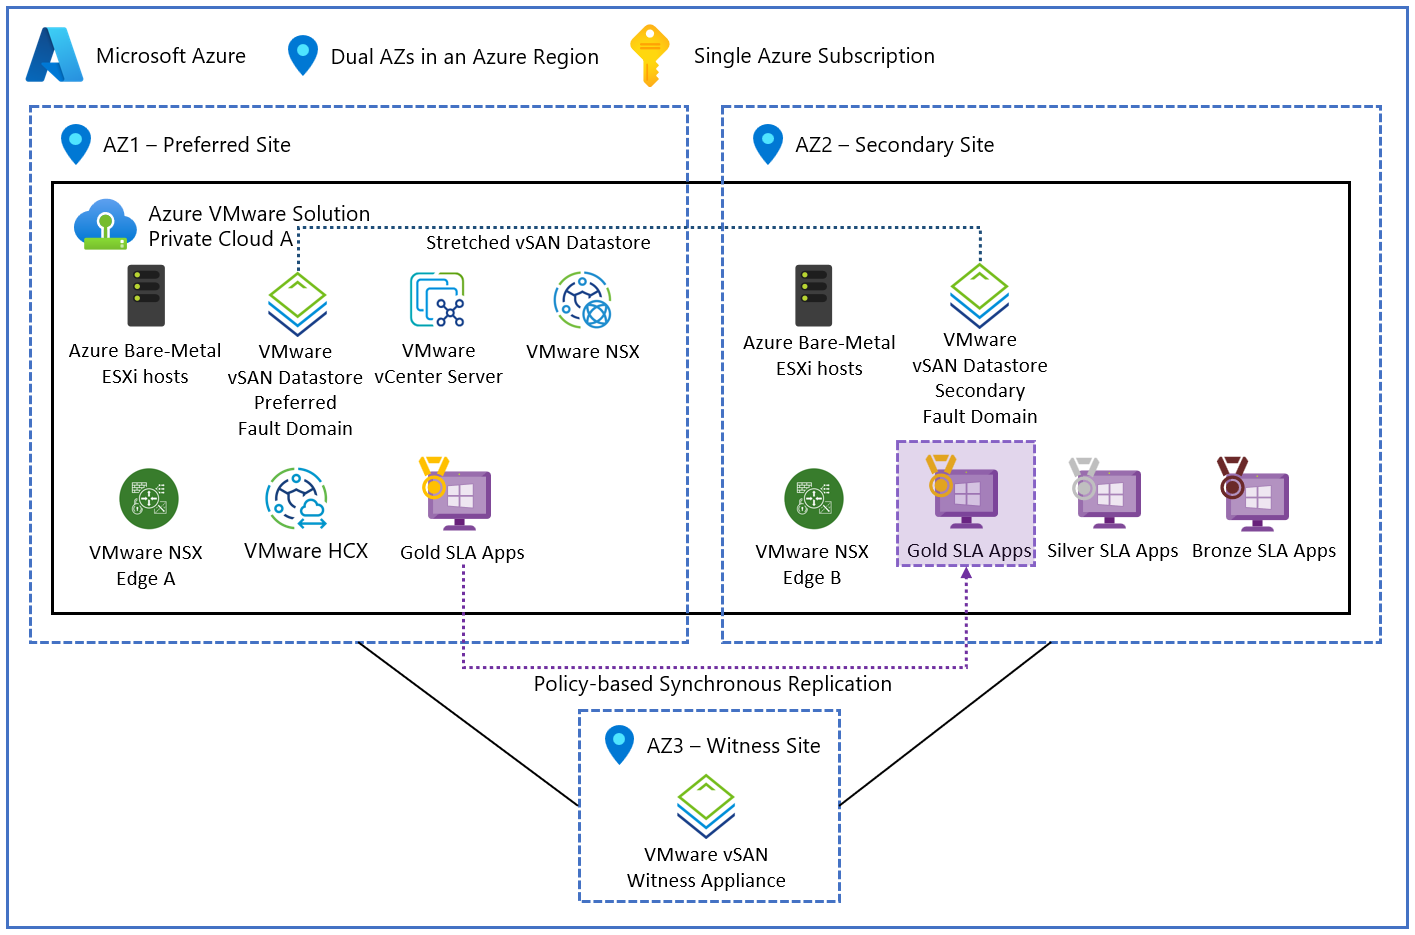 Microsoft Azure
Dual AZs in an Azure Region
Single Azure Subscription
AZ1 – Preferred Site
AZ2 – Secondary Site
Azure VMware Solution
Private Cloud A
Stretched vSAN Datastore
Azure Bare-Metal
ESXi hosts
VMware
vSAN Datastore
Preferred
Fault Domain
VMware
vCenter Server
VMware NSX
Azure Bare-Metal
ESXi hosts
VMware
vSAN Datastore
Secondary
Fault Domain
VMware NSX
Edge A
VMware HCX
Gold SLA Apps
VMware NSX
Edge B
Gold SLA Apps
Silver SLA Apps
Bronze SLA Apps
Policy-based Synchronous Replication
AZ3 – Witness Site
VMware vSAN
Witness Appliance